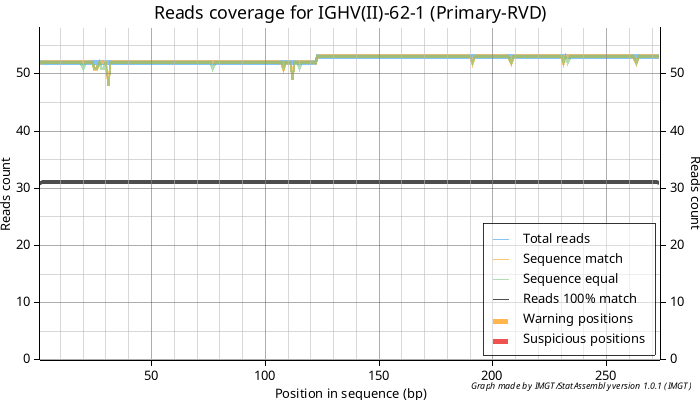 Reads coverage for IGHV(II)-62-1 (Primary-RVD)
50 50
40 40
30 30
20 20
10 10
0 0
Reads count
Reads count
Total reads
Sequence match
Sequence equal
Reads 100% match
Warning positions
Suspicious positions
50 100 150 200 250
Position in sequence (bp)
Graph made by IMGT/StatAssembly version 1.0.1 (IMGT)